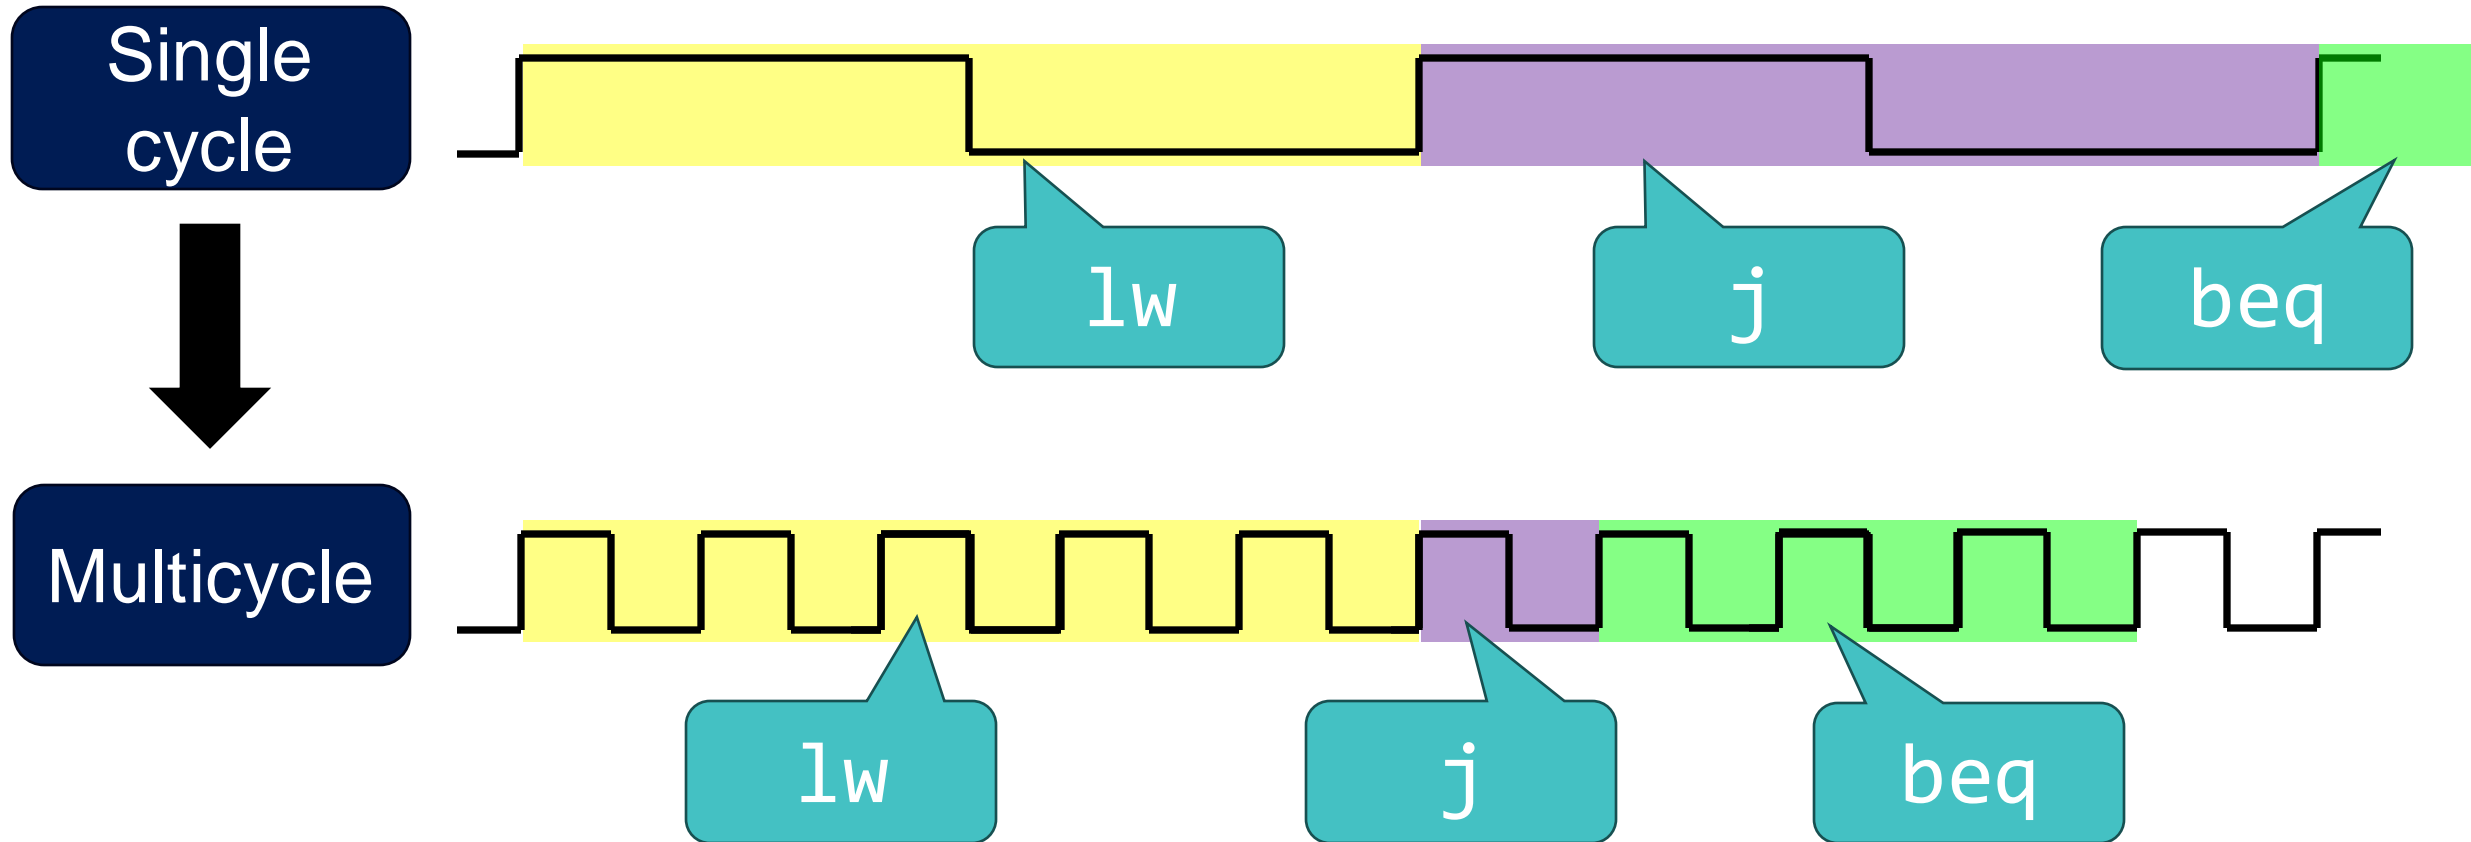 Single
cycle
lw
j
beq
Multicycle
lw
j
beq